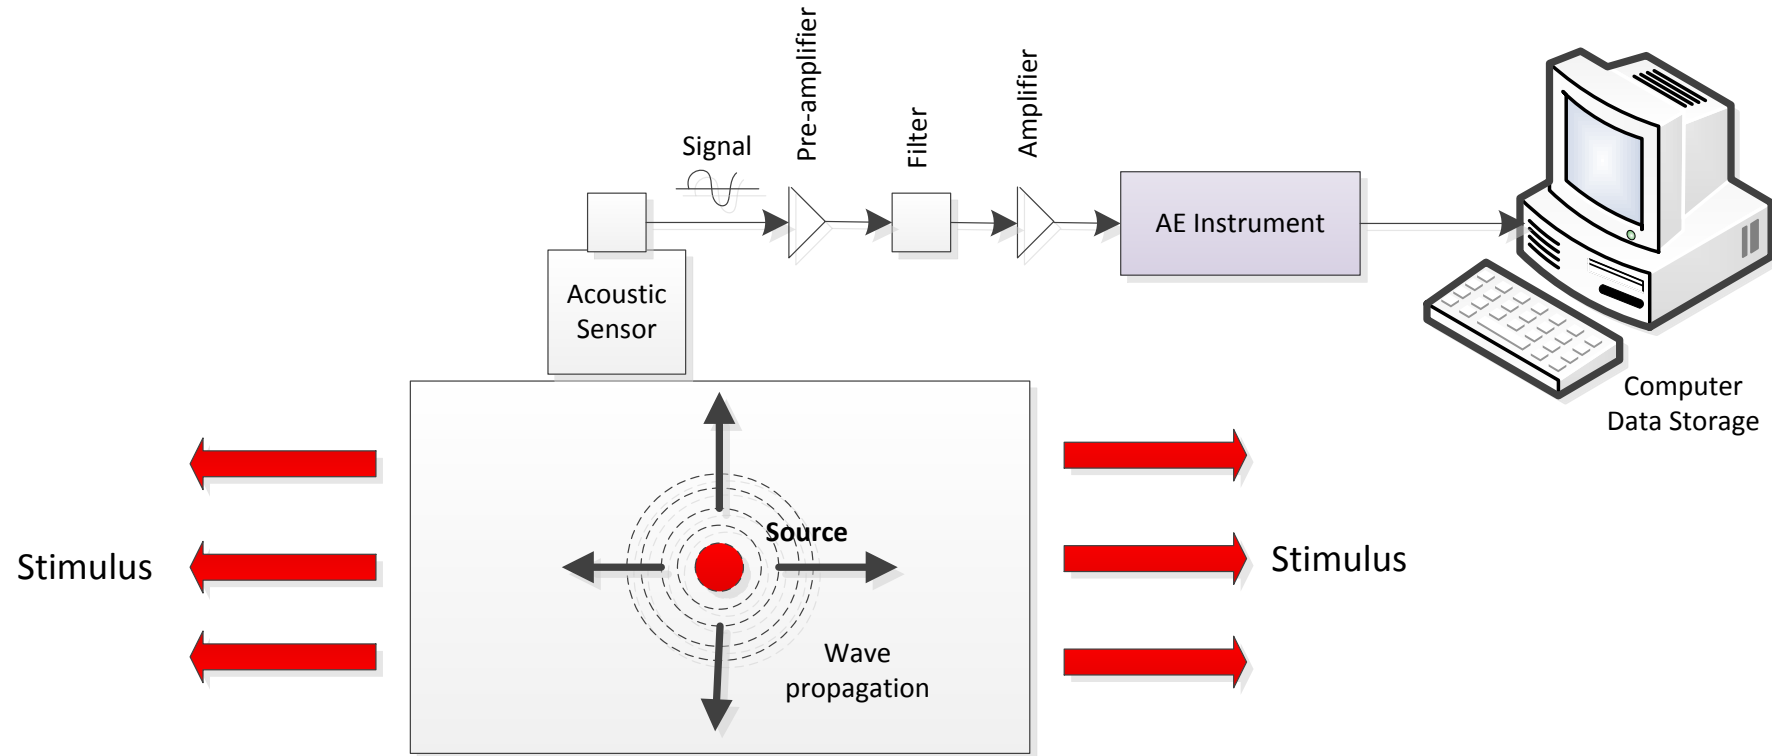 Pre-amplifier
Amplifier
Filter
Signal
AE Instrument
Acoustic
Sensor
Computer
Data Storage
Source
Stimulus
Stimulus
Wave
propagation